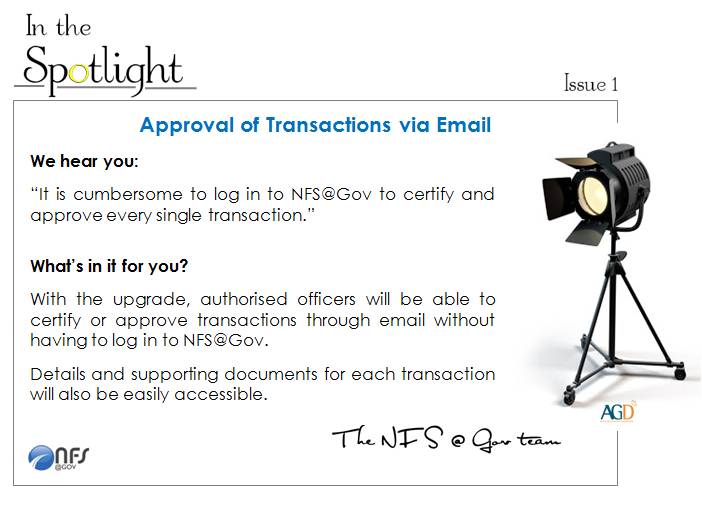 In the
Spotlight
Issue 1
Approval of Transactions via Email
We hear you:
“It is cumbersome to log in to NFS@Gov to certify and
approve every single transaction.”
What’s in it for you?
With the upgrade, authorised officers will be able to
certify or approve transactions through email without
having to log in to NFS@Gov.
Details and supporting documents for each transaction
will also be easily accessible.
AGD
The NFS @ Gov team
nfs
@GOV